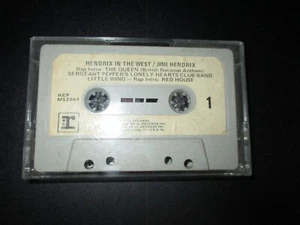 HENDRIX IN THE WEST / JIMI HENDRIX
Rap Intro: THE QUEEN (British National Anthem)
SERGEANT PEPPER'S LONELY HEARTS CLUB BAND
LITTLE WING – Rap Intro: RED HOUSE
REP
1